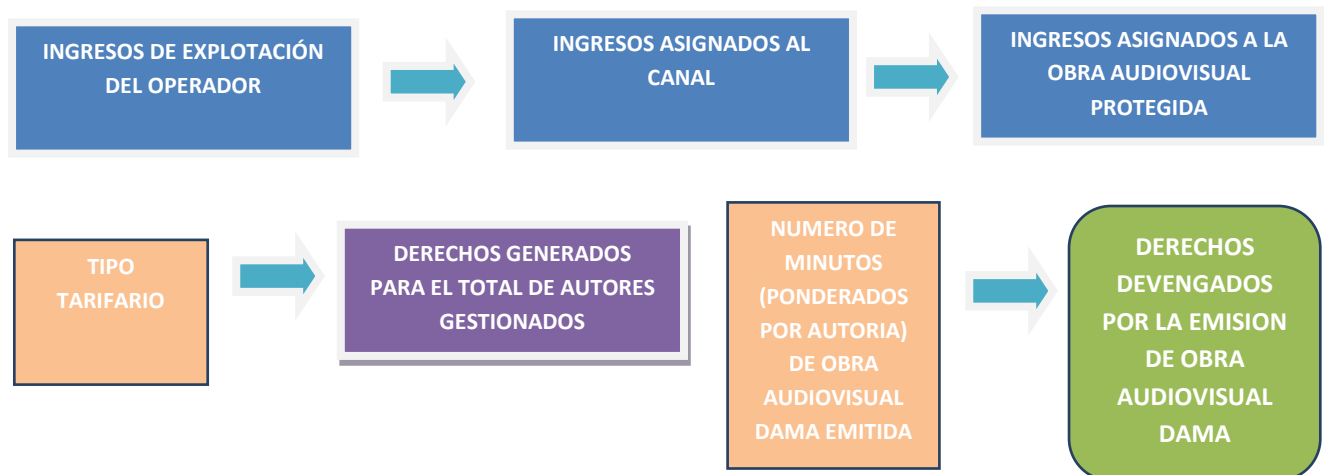 INGRESOS DE EXPLOTACIÓN
DEL OPERADOR
INGRESOS ASIGNADOS AL
CANAL
INGRESOS ASIGNADOS A LA
OBRA AUDIOVISUAL
PROTEGIDA
TIPO
TARIFARIO
DERECHOS GENERADOS
PARA EL TOTAL DE AUTORES
GESTIONADOS
NUMERO DE
MINUTOS
(PONDERADOS
POR AUTORIA)
DE OBRA
AUDIOVISUAL
DAMA EMITIDA
DERECHOS
DEVENGADOS
POR LA EMISION
DE OBRA
AUDIOVISUAL
DAMA